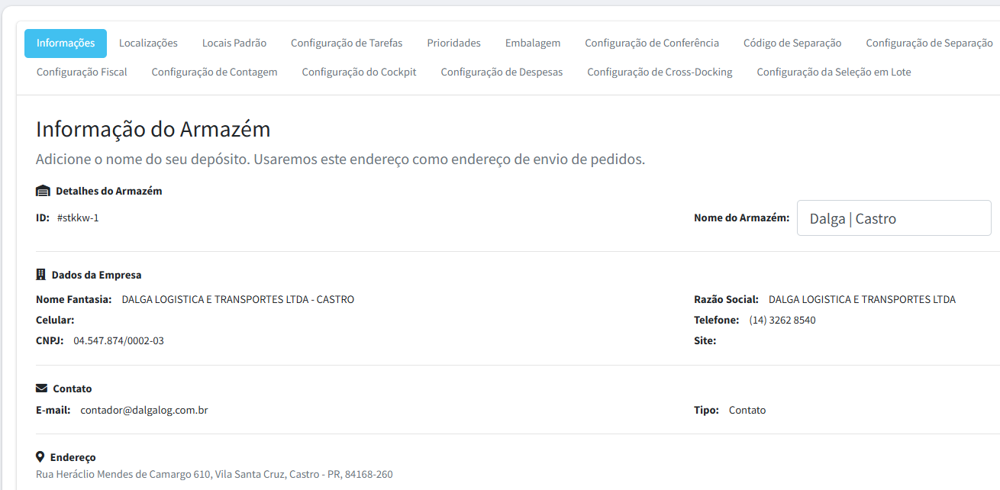 Informações Localizações Locais Padrão Configuração de Tarefas Prioridades Embalagem Configuração de Conferência Código de Separação Configuração de Separação
Configuração Fiscal Configuração de Contagem Configuração do Cockpit Configuração de Despesas Configuração de Cross-Docking Configuração da Seleção em Lote
Informação do Armazém
Adicione o nome do seu depósito. Usaremos este endereço como endereço de envio de pedidos.
Detalhes do Armazém
ID: #stkkw-1 Nome do Armazém: Dalga | Castro
Dados da Empresa
Nome Fantasia: DALGA LOGISTICA E TRANSPORTES LTDA - CASTRO Razão Social: DALGA LOGISTICA E TRANSPORTES LTDA
Celular: Telefone: (14) 3262 8540
CNPJ: 04.547.874/0002-03 Site:
Contato
E-mail: contador@dalgalog.com.br Tipo: Contato
Endereço
Rua Heráclio Mendes de Camargo 610, Vila Santa Cruz, Castro - PR, 84168-260